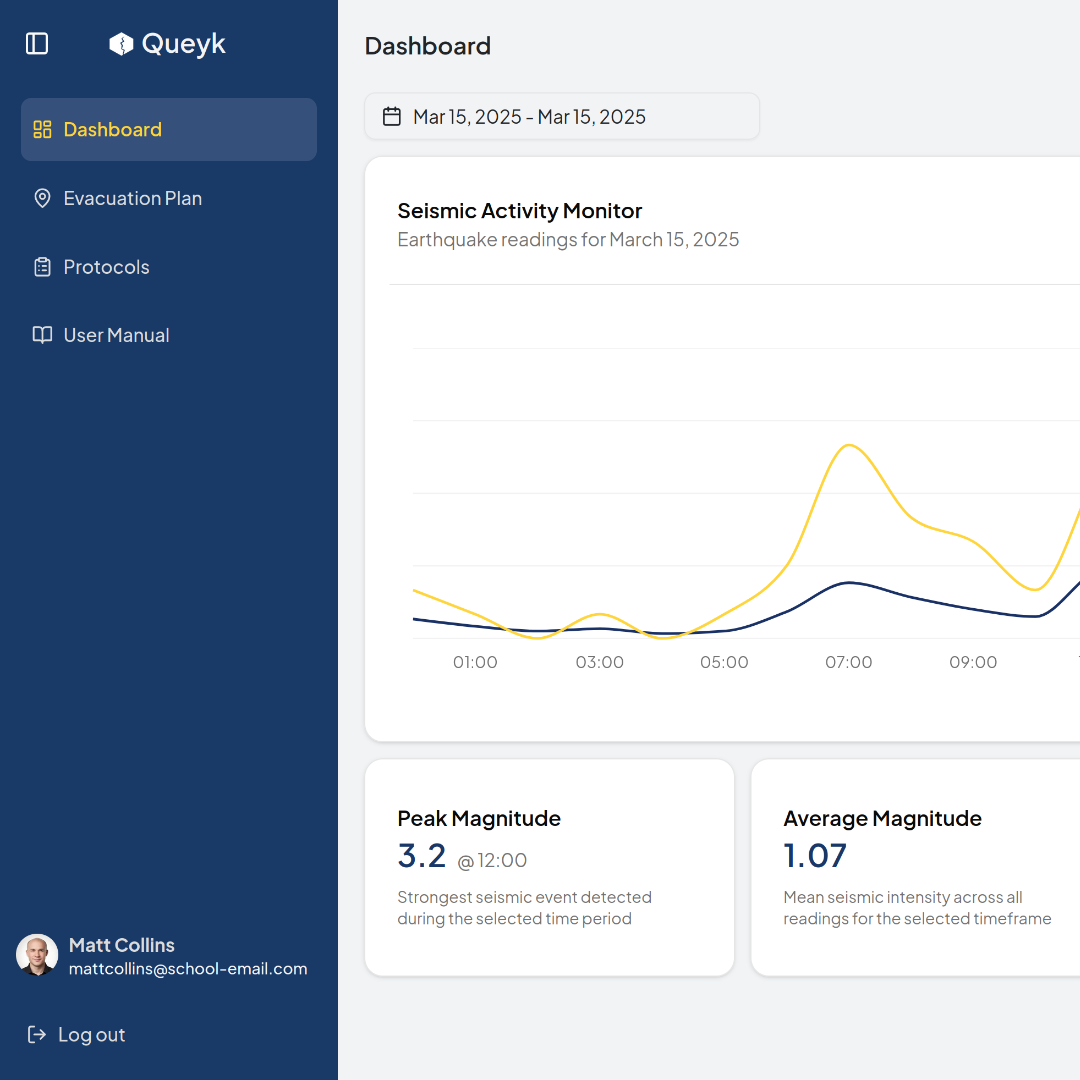 Queyk
Dashboard
Evacuation Plan
Protocols
User Manual
Matt Collins
mattcollins@school-email.com
Log out
Dashboard
Mar 15, 2025 - Mar 15, 2025
Seismic Activity Monitor
Earthquake readings for March 15, 2025
01:00 03:00 05:00 07:00 09:00
Peak Magnitude
3.2 @ 12:00
Strongest seismic event detected
during the selected time period
Average Magnitude
1.07
Mean seismic intensity across all
readings for the selected timeframe